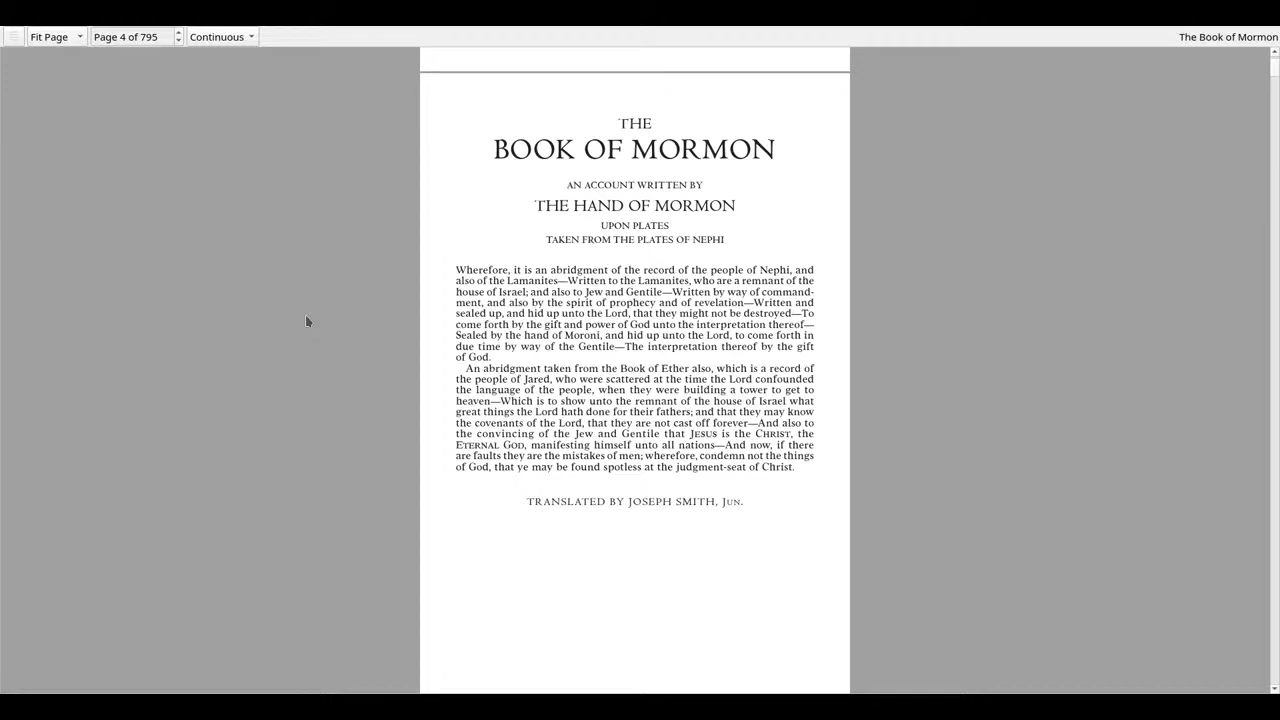 Fit Page
Page 4 of 795
Continuous
The Book of Mormon
THE
BOOK OF MORMON
AN ACCOUNT WRITTEN BY
THE HAND OF MORMON
UPON PLATES
TAKEN FROM THE PLATES OF NEPHI
Wherefore, it is an abridgment of the record of the people of Nephi, and
also of the Lamanites—Written to the Lamanites, who are a remnant of the
house of Israel; and also to Jew and Gentile—Written by way of command-
ment, and also by the spirit of prophecy and of revelation—Written and
sealed up, and hid up unto the Lord, that they might not be destroyed—To
come forth by the gift and power of God unto the interpretation thereof—
Sealed by the hand of Moroni, and hid up unto the Lord, to come forth in
due time by way of the Gentile—The interpretation thereof by the gift
of God.
An abridgment taken from the Book of Ether also, which is a record of
the people of Jared, who were scattered at the time the Lord confounded
the language of the people, when they were building a tower to get to
heaven—Which is to show unto the remnant of the house of Israel what
great things the Lord hath done for their fathers; and that they may know
the covenants of the Lord, that they are not cast off forever—And also to
the convincing of the Jew and Gentile that JESUS is the CHRIST, the
ETERNAL GOD, manifesting himself unto all nations—And now, if there
are faults they are the mistakes of men; wherefore, condemn not the things
of God, that ye may be found spotless at the judgment-seat of Christ.
TRANSLATED BY JOSEPH SMITH, JUN.